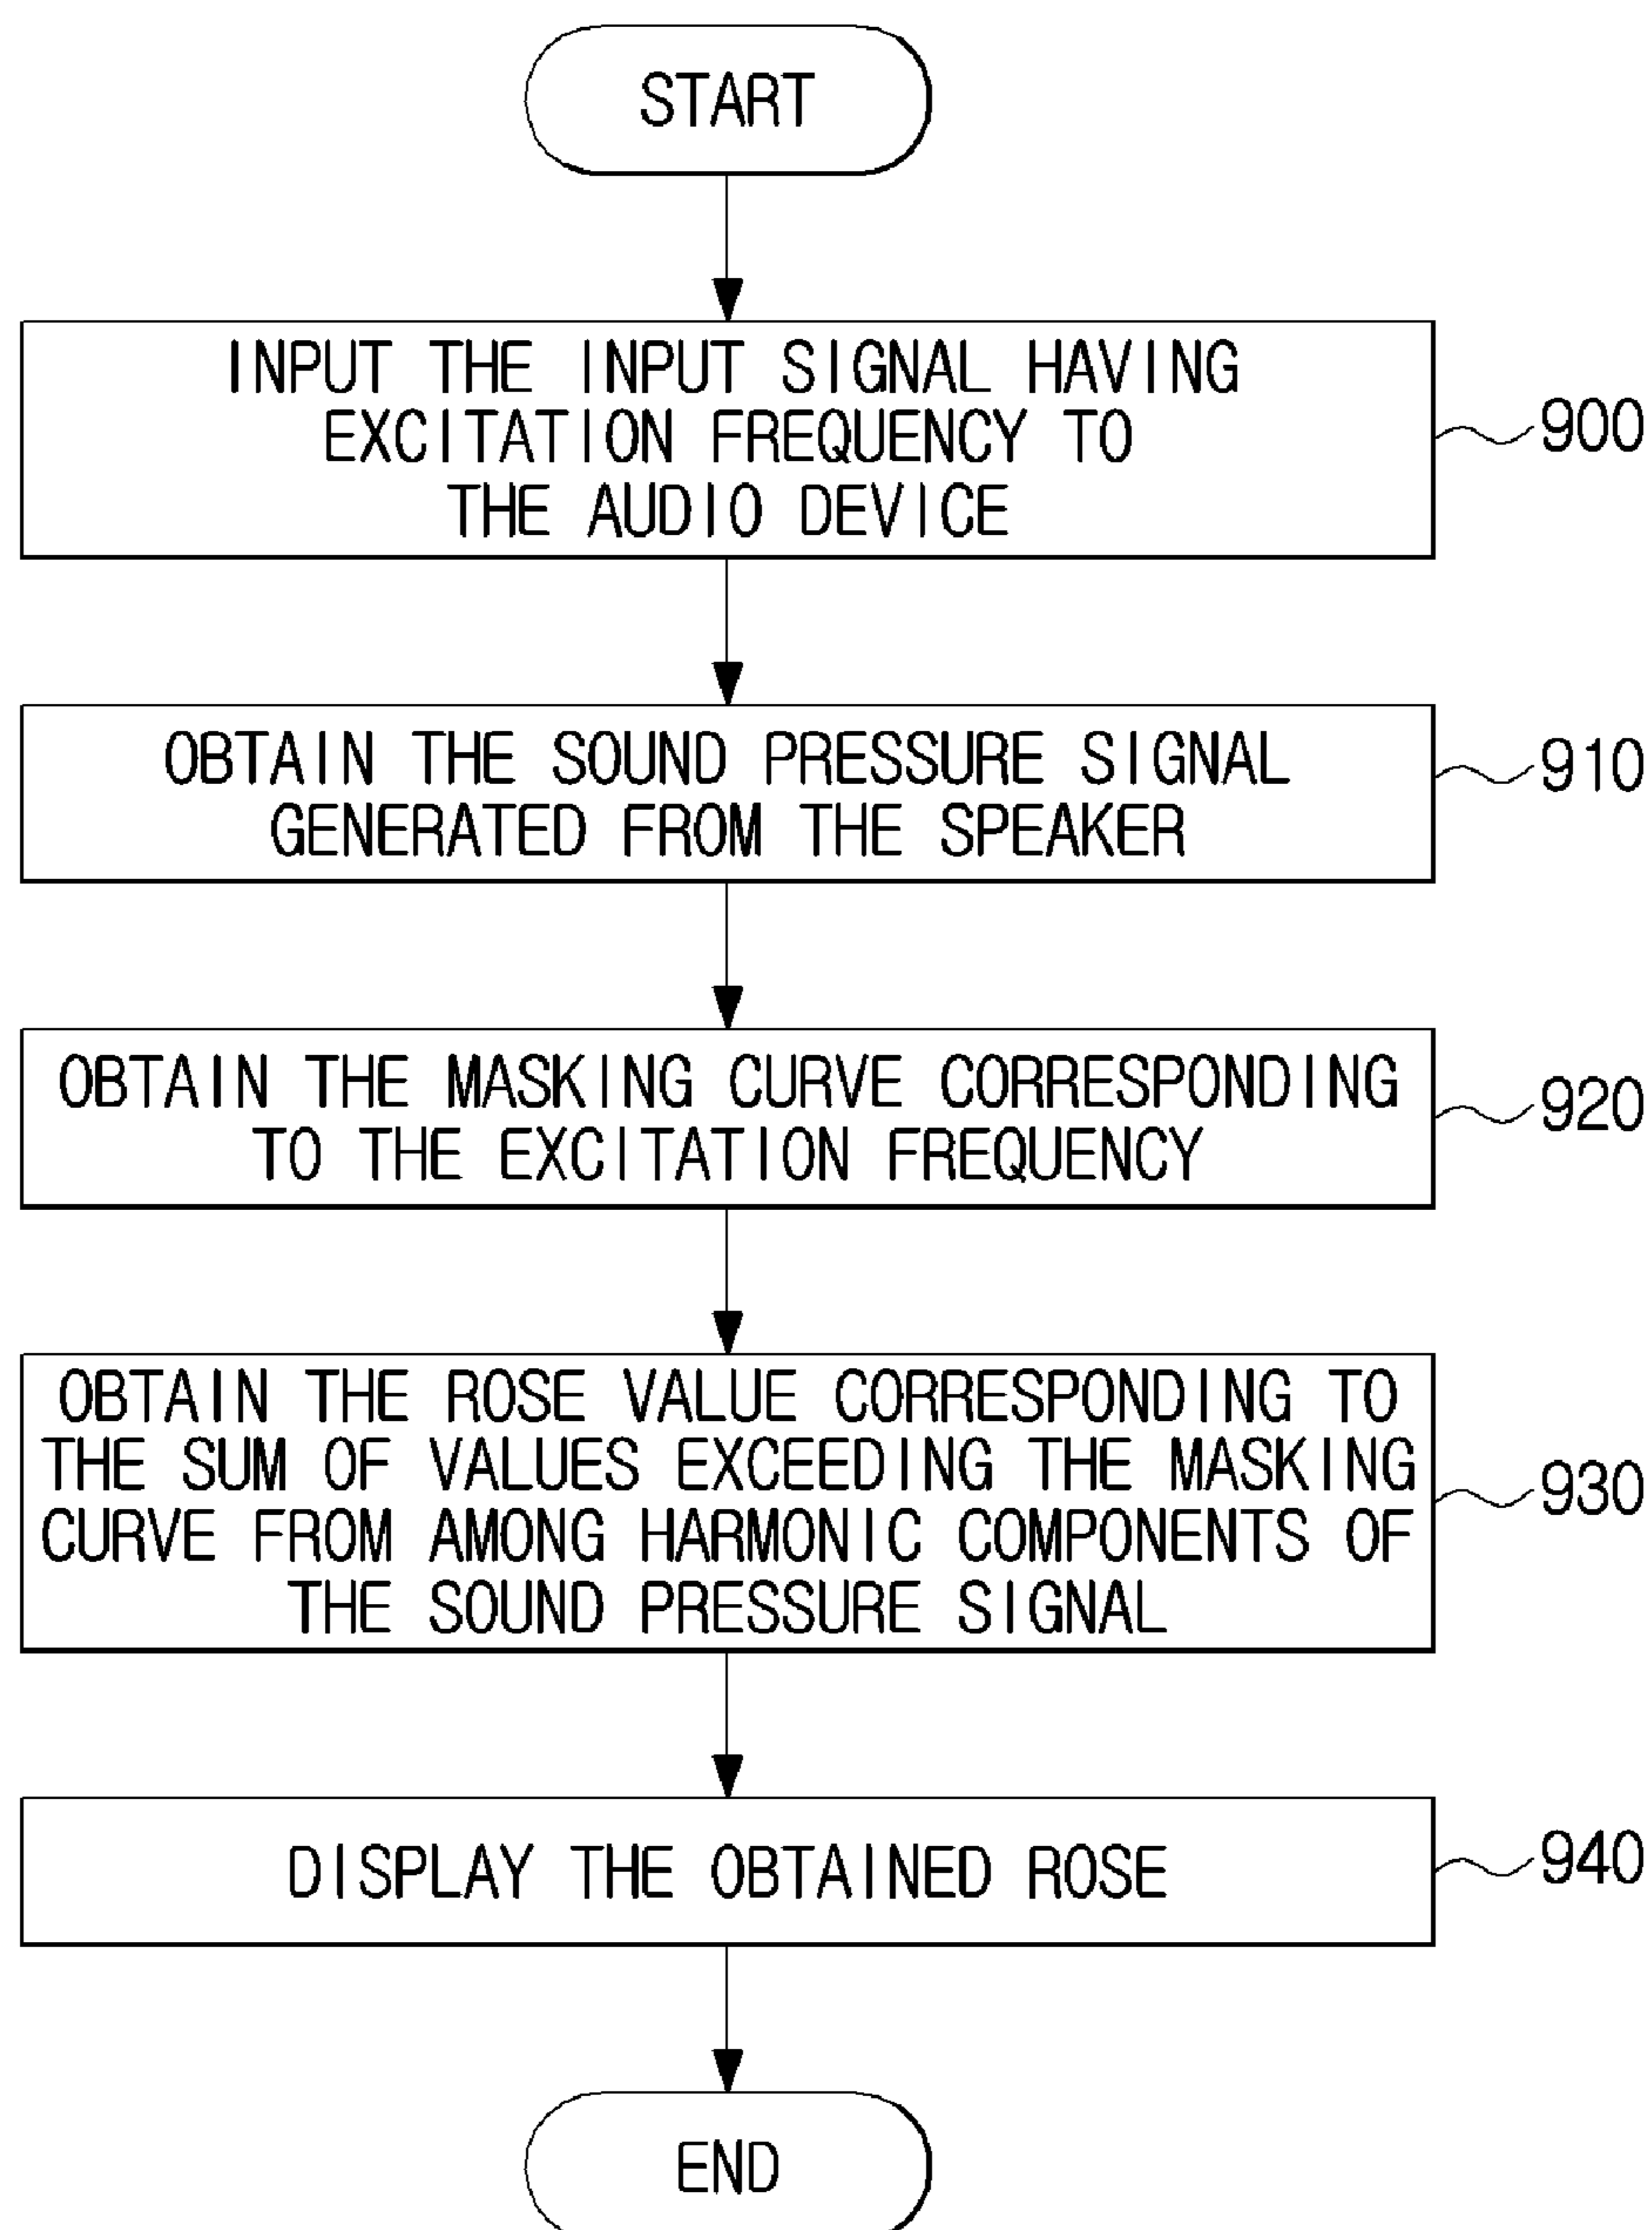 START
INPUT THE INPUT SIGNAL HAVING
EXCITATION FREQUENCY TO
THE AUDIO DEVICE
900
OBTAIN THE SOUND PRESSURE SIGNAL
GENERATED FROM THE SPEAKER
910
OBTAIN THE MASKING CURVE CORRESPONDING
TO THE EXCITATION FREQUENCY
920
OBTAIN THE ROSE VALUE CORRESPONDING TO
THE SUM OF VALUES EXCEEDING THE MASKING
CURVE FROM AMONG HARMONIC COMPONENTS OF
THE SOUND PRESSURE SIGNAL
930
DISPLAY THE OBTAINED ROSE
940
END